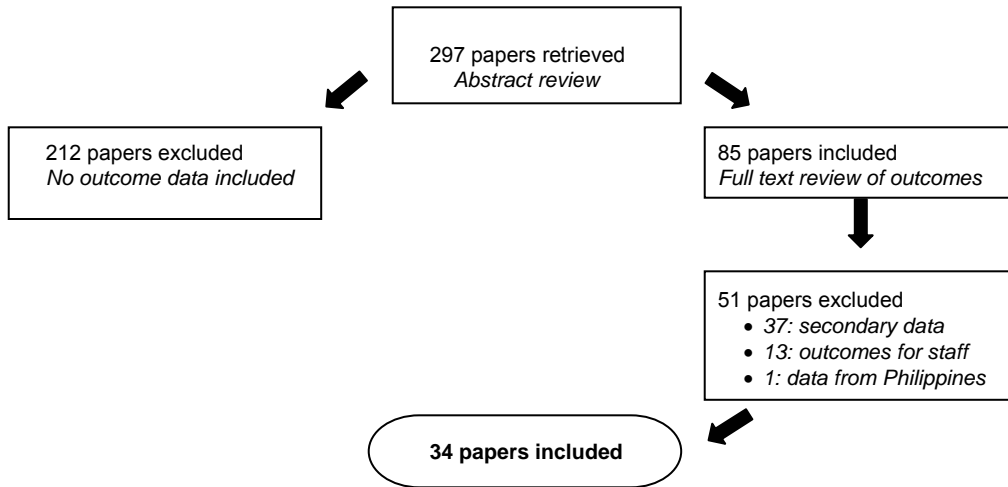 297 papers retrieved
Abstract review
212 papers excluded
No outcome data included
85 papers included
Full text review of outcomes
51 papers excluded
• 37: secondary data
• 13: outcomes for staff
• 1: data from Philippines
34 papers included